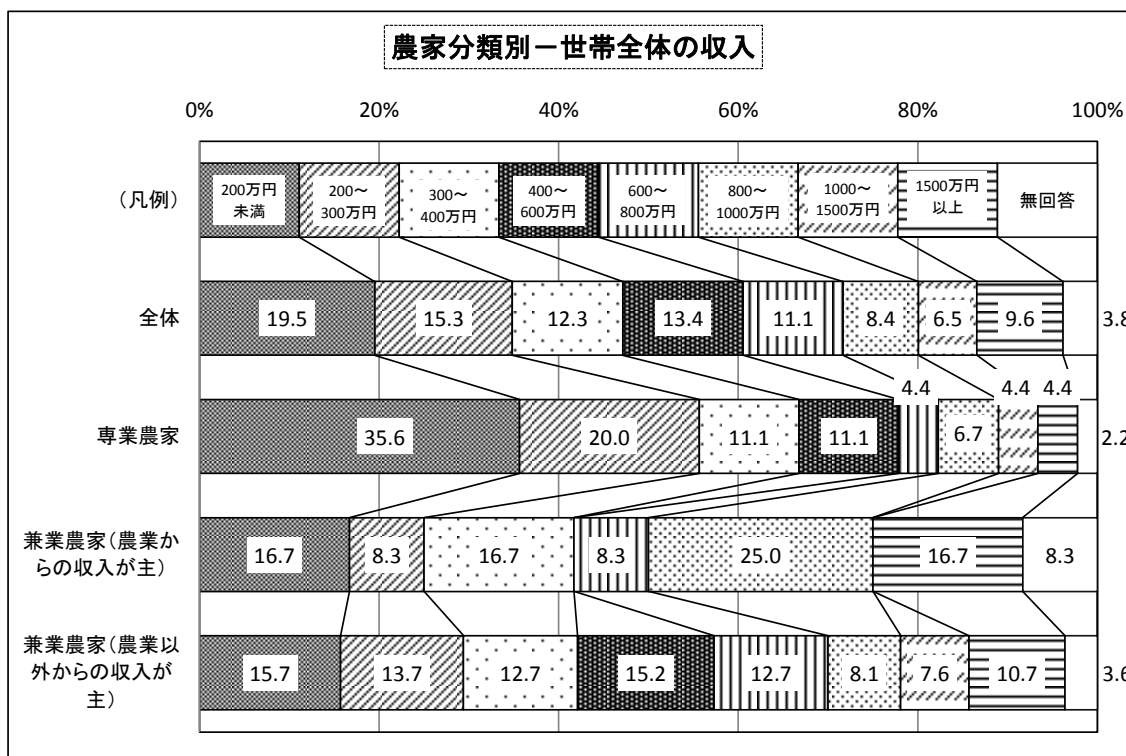 農家分類別－世帯全体の収入
0% 20% 40% 60% 80% 100%
(凡例)
200万円
未満
200～
300万円
300～
400万円
400～
600万円
600～
800万円
800～
1000万円
1000～
1500万円
1500万円
以上
無回答
全体
19.5 15.3 12.3 13.4 11.1 8.4 6.5 9.6 3.8
専業農家
35.6 20.0 11.1 11.1 4.4 6.7 4.4 4.4 2.2
兼業農家(農業か
らの収入が主)
16.7 8.3 16.7 8.3 25.0 16.7 8.3
兼業農家(農業以
外からの収入が
主)
15.7 13.7 12.7 15.2 12.7 8.1 7.6 10.7 3.6